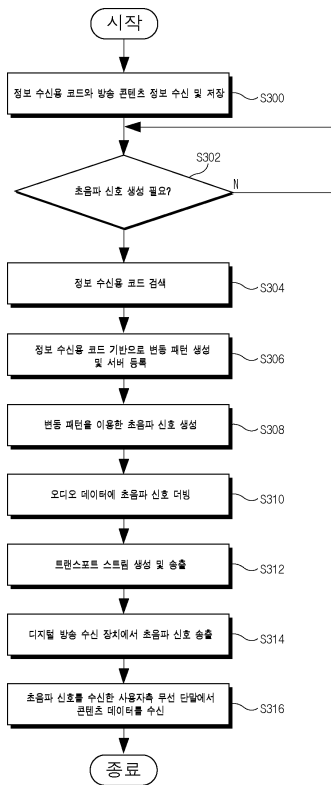 시작
정보 수신용 코드와 방송 콘텐츠 정보 수신 및 저장
S300
S302
초음파 신호 생성 필요?
N
정보 수신용 코드 검색
S304
정보 수신용 코드 기반으로 변동 패턴 생성
및 서버 등록
S306
변동 패턴을 이용한 초음파 신호 생성
S308
오디오 데이터에 초음파 신호 더빙
S310
트랜스포트 스트림 생성 및 송출
S312
디지털 방송 수신 장치에서 초음파 신호 송출
S314
초음파 신호를 수신한 사용자측 무선 단말에서
콘텐츠 데이터를 수신
S316
종료